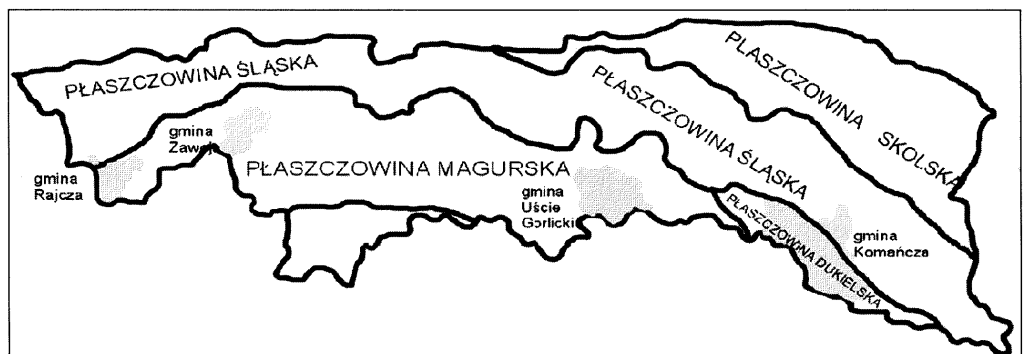 PŁASZCZOWINA ŚLĄSKA
PŁASZCZOWINA SKOLSKA
PŁASZCZOWINA ŚLĄSKA
gmina
gmina
Rajcza
PŁASZCZOWINA MAGURSKA
gmina
Uście
Gorlicki
PŁASZCZOWINA DUKIELSKA
gmina
Komańcza